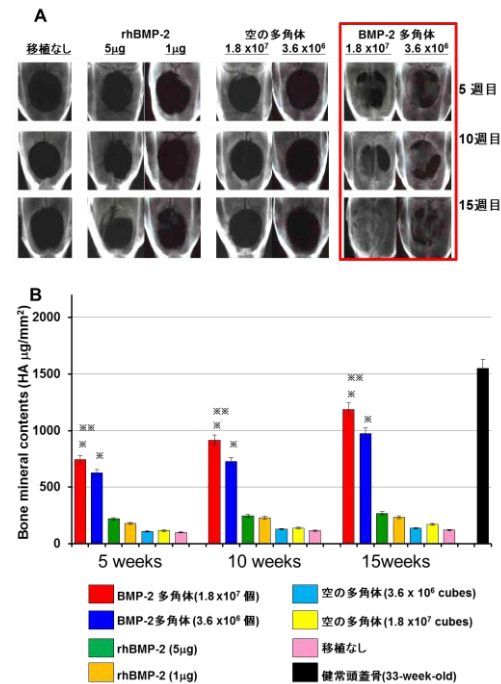 A
rhBMP-2 空の多角体 BMP-2 多角体
移植なし 5μg 1μg 1.8 x10⁷ 3.6 x10⁶ 1.8 x10⁷ 3.6 x10⁶
5 週目
10週目
15週目
B
Bone mineral contents (HA μg/mm²)
2000
1500
1000
500
0
※※
※
※
※※
※
※
※※
※
※
5 weeks 10 weeks 15weeks
BMP-2 多角体(1.8 x10⁷ 個)
BMP-2多角体(3.6 x10⁶ 個)
rhBMP-2 (5μg)
rhBMP-2 (1μg)
空の多角体(3.6 x 10⁶ cubes)
空の多角体(1.8 x 10⁷ cubes)
移植なし
健常頭蓋骨(33-week-old)